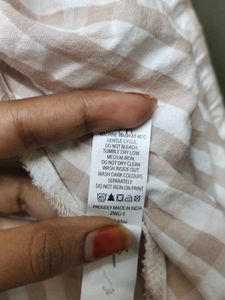 MACHINE WASH AT 40°C
GENTLE CYCLE,
DO NOT BLEACH,
TUMBLE DRY LOW
MEDIUM IRON,
DO NOT DRY CLEAN
WASH INSIDE OUT
WASH DARK COLOURS
SEPARATELY
DO NOT IRON ON PRINT
PROUDLY MADE IN INDIA
ZWG-1